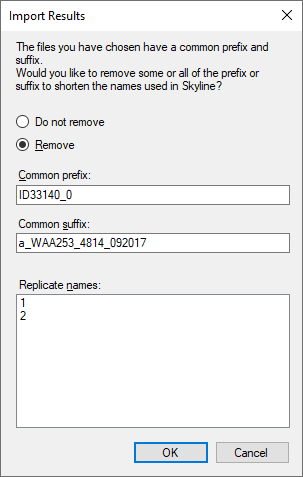 Import Results
The files you have chosen have a common prefix and
suffix.
Would you like to remove some or all of the prefix or
suffix to shorten the names used in Skyline?
Do not remove
Remove
Common prefix:
ID33140_0
Common suffix:
a_WAA253_4814_092017
Replicate names:
1
2
OK
Cancel